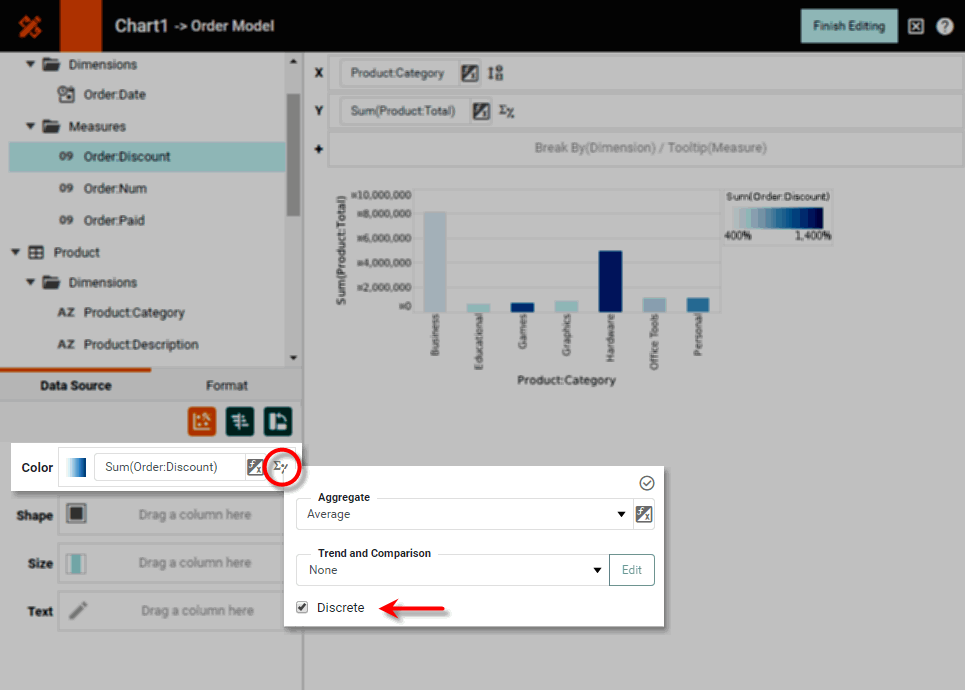 Chart1 -> Order Model
Finish Editing
Dimensions
Order:Date
Measures
09 Order:Discount
09 Order:Num
09 Order:Paid
Product
Dimensions
AZ Product:Category
AZ Product:Description
Data Source
Format
Color
Sum(Order:Discount)
Shape
Drag a column here
Size
Drag a column here
Text
Drag a column here
X
Product:Category
Y
Sum(Product:Total)
+
Break By(Dimension) / Tooltip(Measure)
Sum(Product:Total)
¤10,000,000
¤8,000,000
¤6,000,000
¤4,000,000
¤2,000,000
¤0
Business
Educational
Games
Graphics
Hardware
Office Tools
Personal
Product:Category
Sum(Order:Discount)
400%
1,400%
Aggregate
Average
Trend and Comparison
None
Edit
Discrete